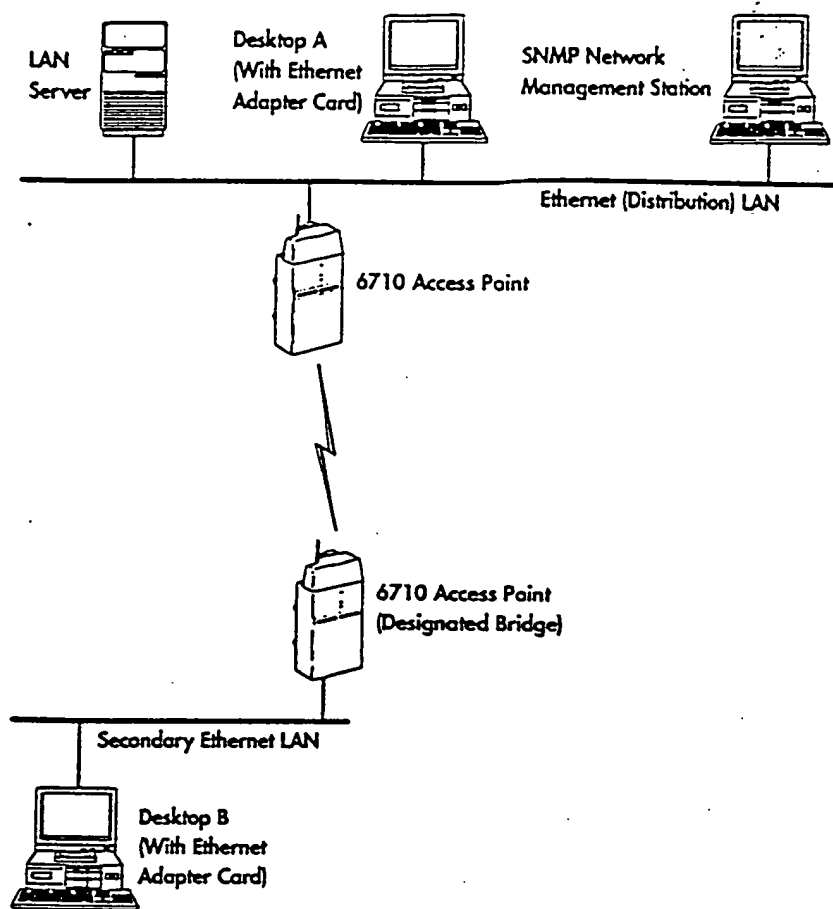 LAN
Server
Desktop A
(With Ethernet
Adapter Card)
SNMP Network
Management Station
Ethernet (Distribution) LAN
6710 Access Point
6710 Access Point
(Designated Bridge)
Secondary Ethernet LAN
Desktop B
(With Ethernet
Adapter Card)